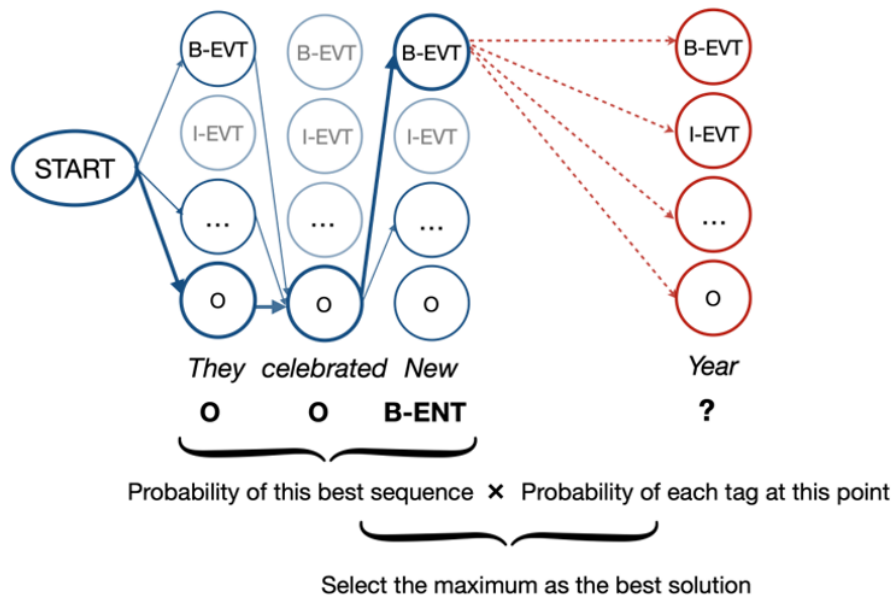 B-EVT B-EVT B-EVT B-EVT
I-EVT I-EVT I-EVT I-EVT
START
... ... ... ...
O O O O
They celebrated New Year
O O B-ENT ?
Probability of this best sequence × Probability of each tag at this point
Select the maximum as the best solution